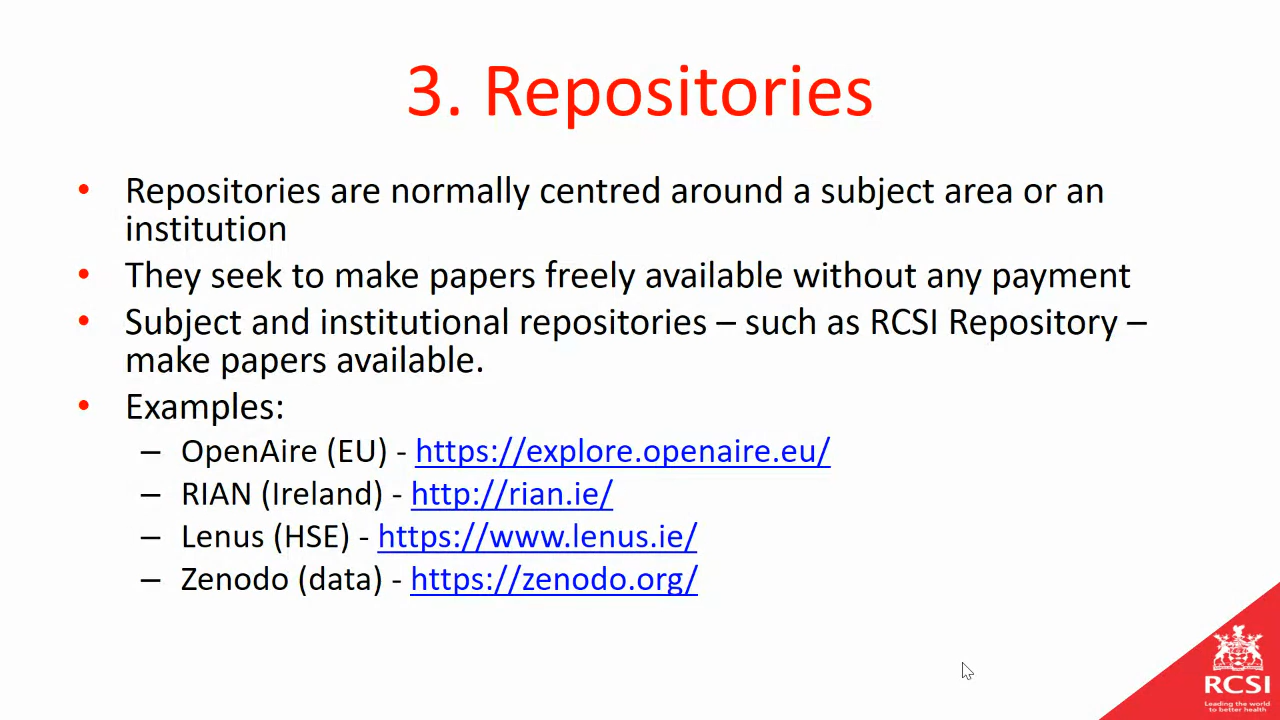 3. Repositories
• Repositories are normally centred around a subject area or an
institution
• They seek to make papers freely available without any payment
• Subject and institutional repositories – such as RCSI Repository –
make papers available.
• Examples:
– OpenAire (EU) - https://explore.openaire.eu/
– RIAN (Ireland) - http://rian.ie/
– Lenus (HSE) - https://www.lenus.ie/
– Zenodo (data) - https://zenodo.org/
RCSI
Leading the world
to better health